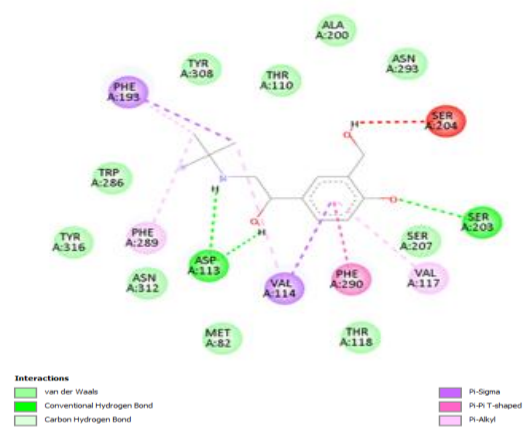 ALA
A:200
TYR
A:308
ASN
A:293
THR
A:110
PHE
A:193
H
O
SER
A:204
TRP
A:286
N
H
O
SER
A:203
TYR
A:316
PHE
A:289
O
H
SER
A:207
ASP
A:113
ASN
A:312
VAL
A:114
PHE
A:290
VAL
A:117
MET
A:82
THR
A:118
Interactions
van der Waals
Conventional Hydrogen Bond
Carbon Hydrogen Bond
Pi-Sigma
Pi-Pi T-shaped
Pi-Alkyl